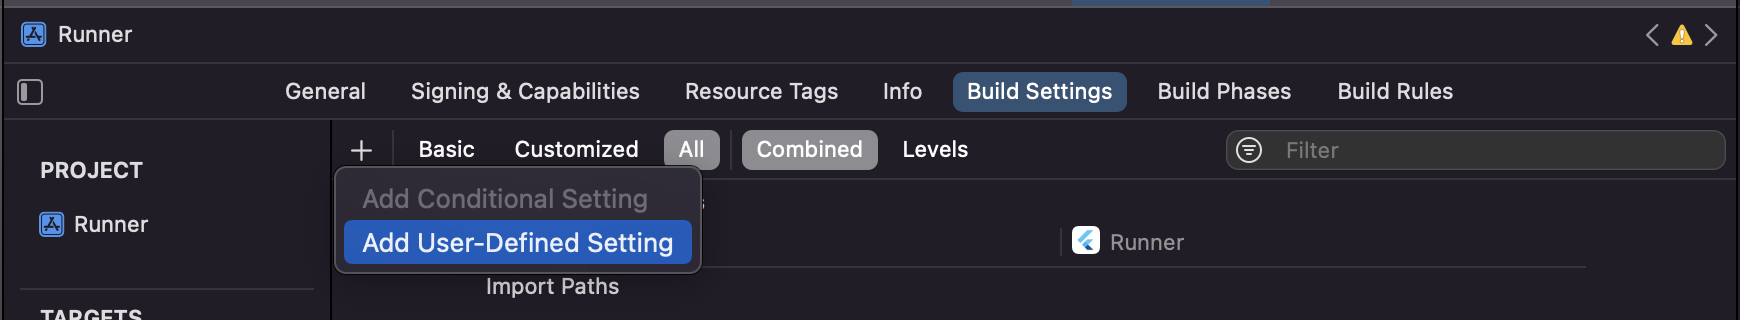 Runner
General Signing & Capabilities Resource Tags Info Build Settings Build Phases Build Rules
PROJECT
Runner
TARGETS
+ Basic Customized All Combined Levels Filter
Add Conditional Setting
Add User-Defined Setting
Runner
Import Paths